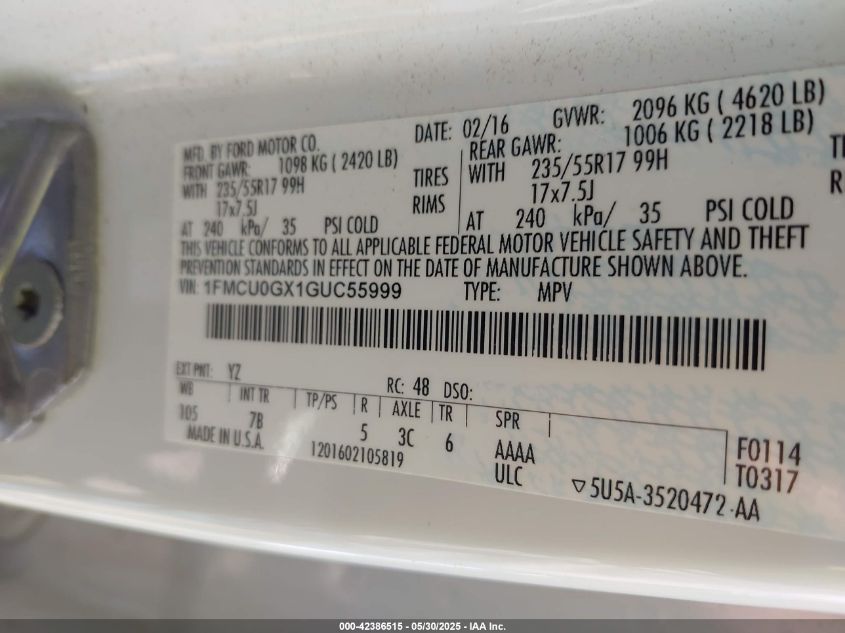 MFD. BY FORD MOTOR CO. DATE: 02/16 GVWR: 2096 KG ( 4620 LB)
FRONT GAWR: 1098 KG ( 2420 LB) REAR GAWR: 1006 KG ( 2218 LB)
WITH 235/55R17 99H TIRES WITH 235/55R17 99H
17x7.5J RIMS 17x7.5J
AT 240 kPa/ 35 PSI COLD AT 240 kPa/ 35 PSI COLD
THIS VEHICLE CONFORMS TO ALL APPLICABLE FEDERAL MOTOR VEHICLE SAFETY AND THEFT
PREVENTION STANDARDS IN EFFECT ON THE DATE OF MANUFACTURE SHOWN ABOVE.
VIN: 1FMCU0GX1GUC55999 TYPE: MPV
EXT PNT: YZ RC: 48 DSO:
WB INT TR TP/PS R AXLE TR SPR
105 7B 5 3C 6 AAAA F0114
MADE IN U.S.A. 1201602105819 ULC T0317
▽5U5A-3520472-AA
000-42386515 - 05/30/2025 - IAA Inc.